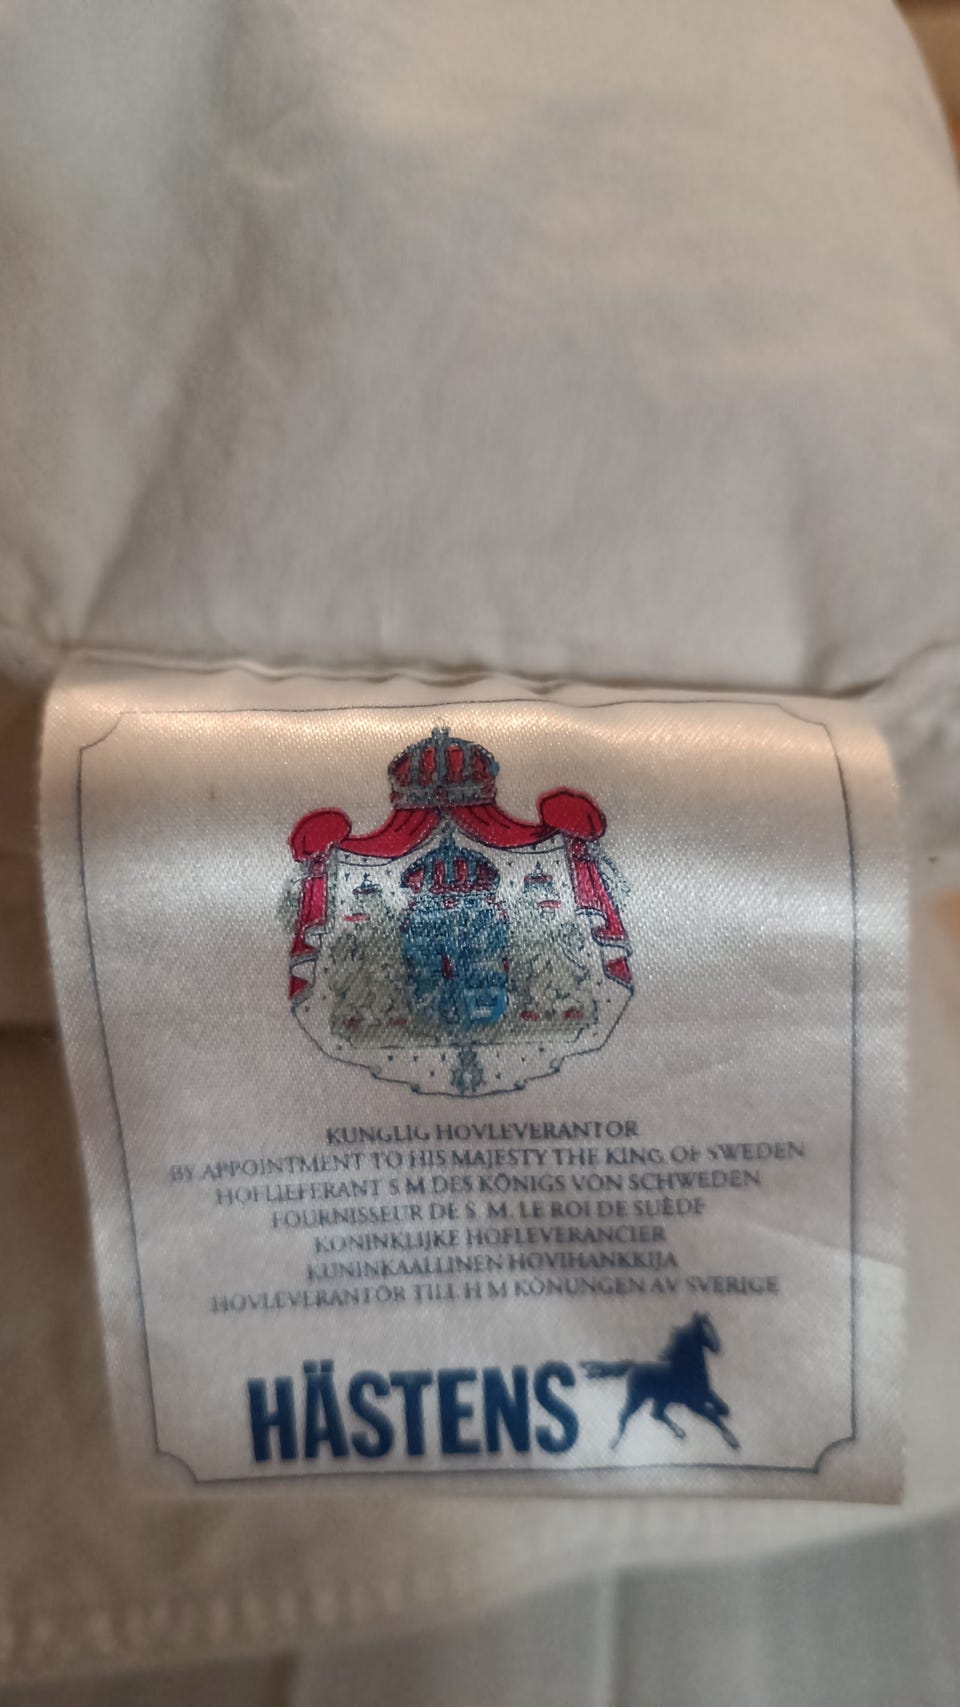 KUNGLIG HOVLEVERANTÖR
BY APPOINTMENT TO HIS MAJESTY THE KING OF SWEDEN
HOFLIEFERANT S M DES KÖNIGS VON SCHWEDEN
FOURNISSEUR DE S. M. LE ROI DE SUÈDE
KONINKLIJKE HOFLEVERANCIER
KUNINKAALLINEN HOVIHANKKIJA
HOVLEVERANTÖR TILL H M KONUNGEN AV SVERIGE
HÄSTENS